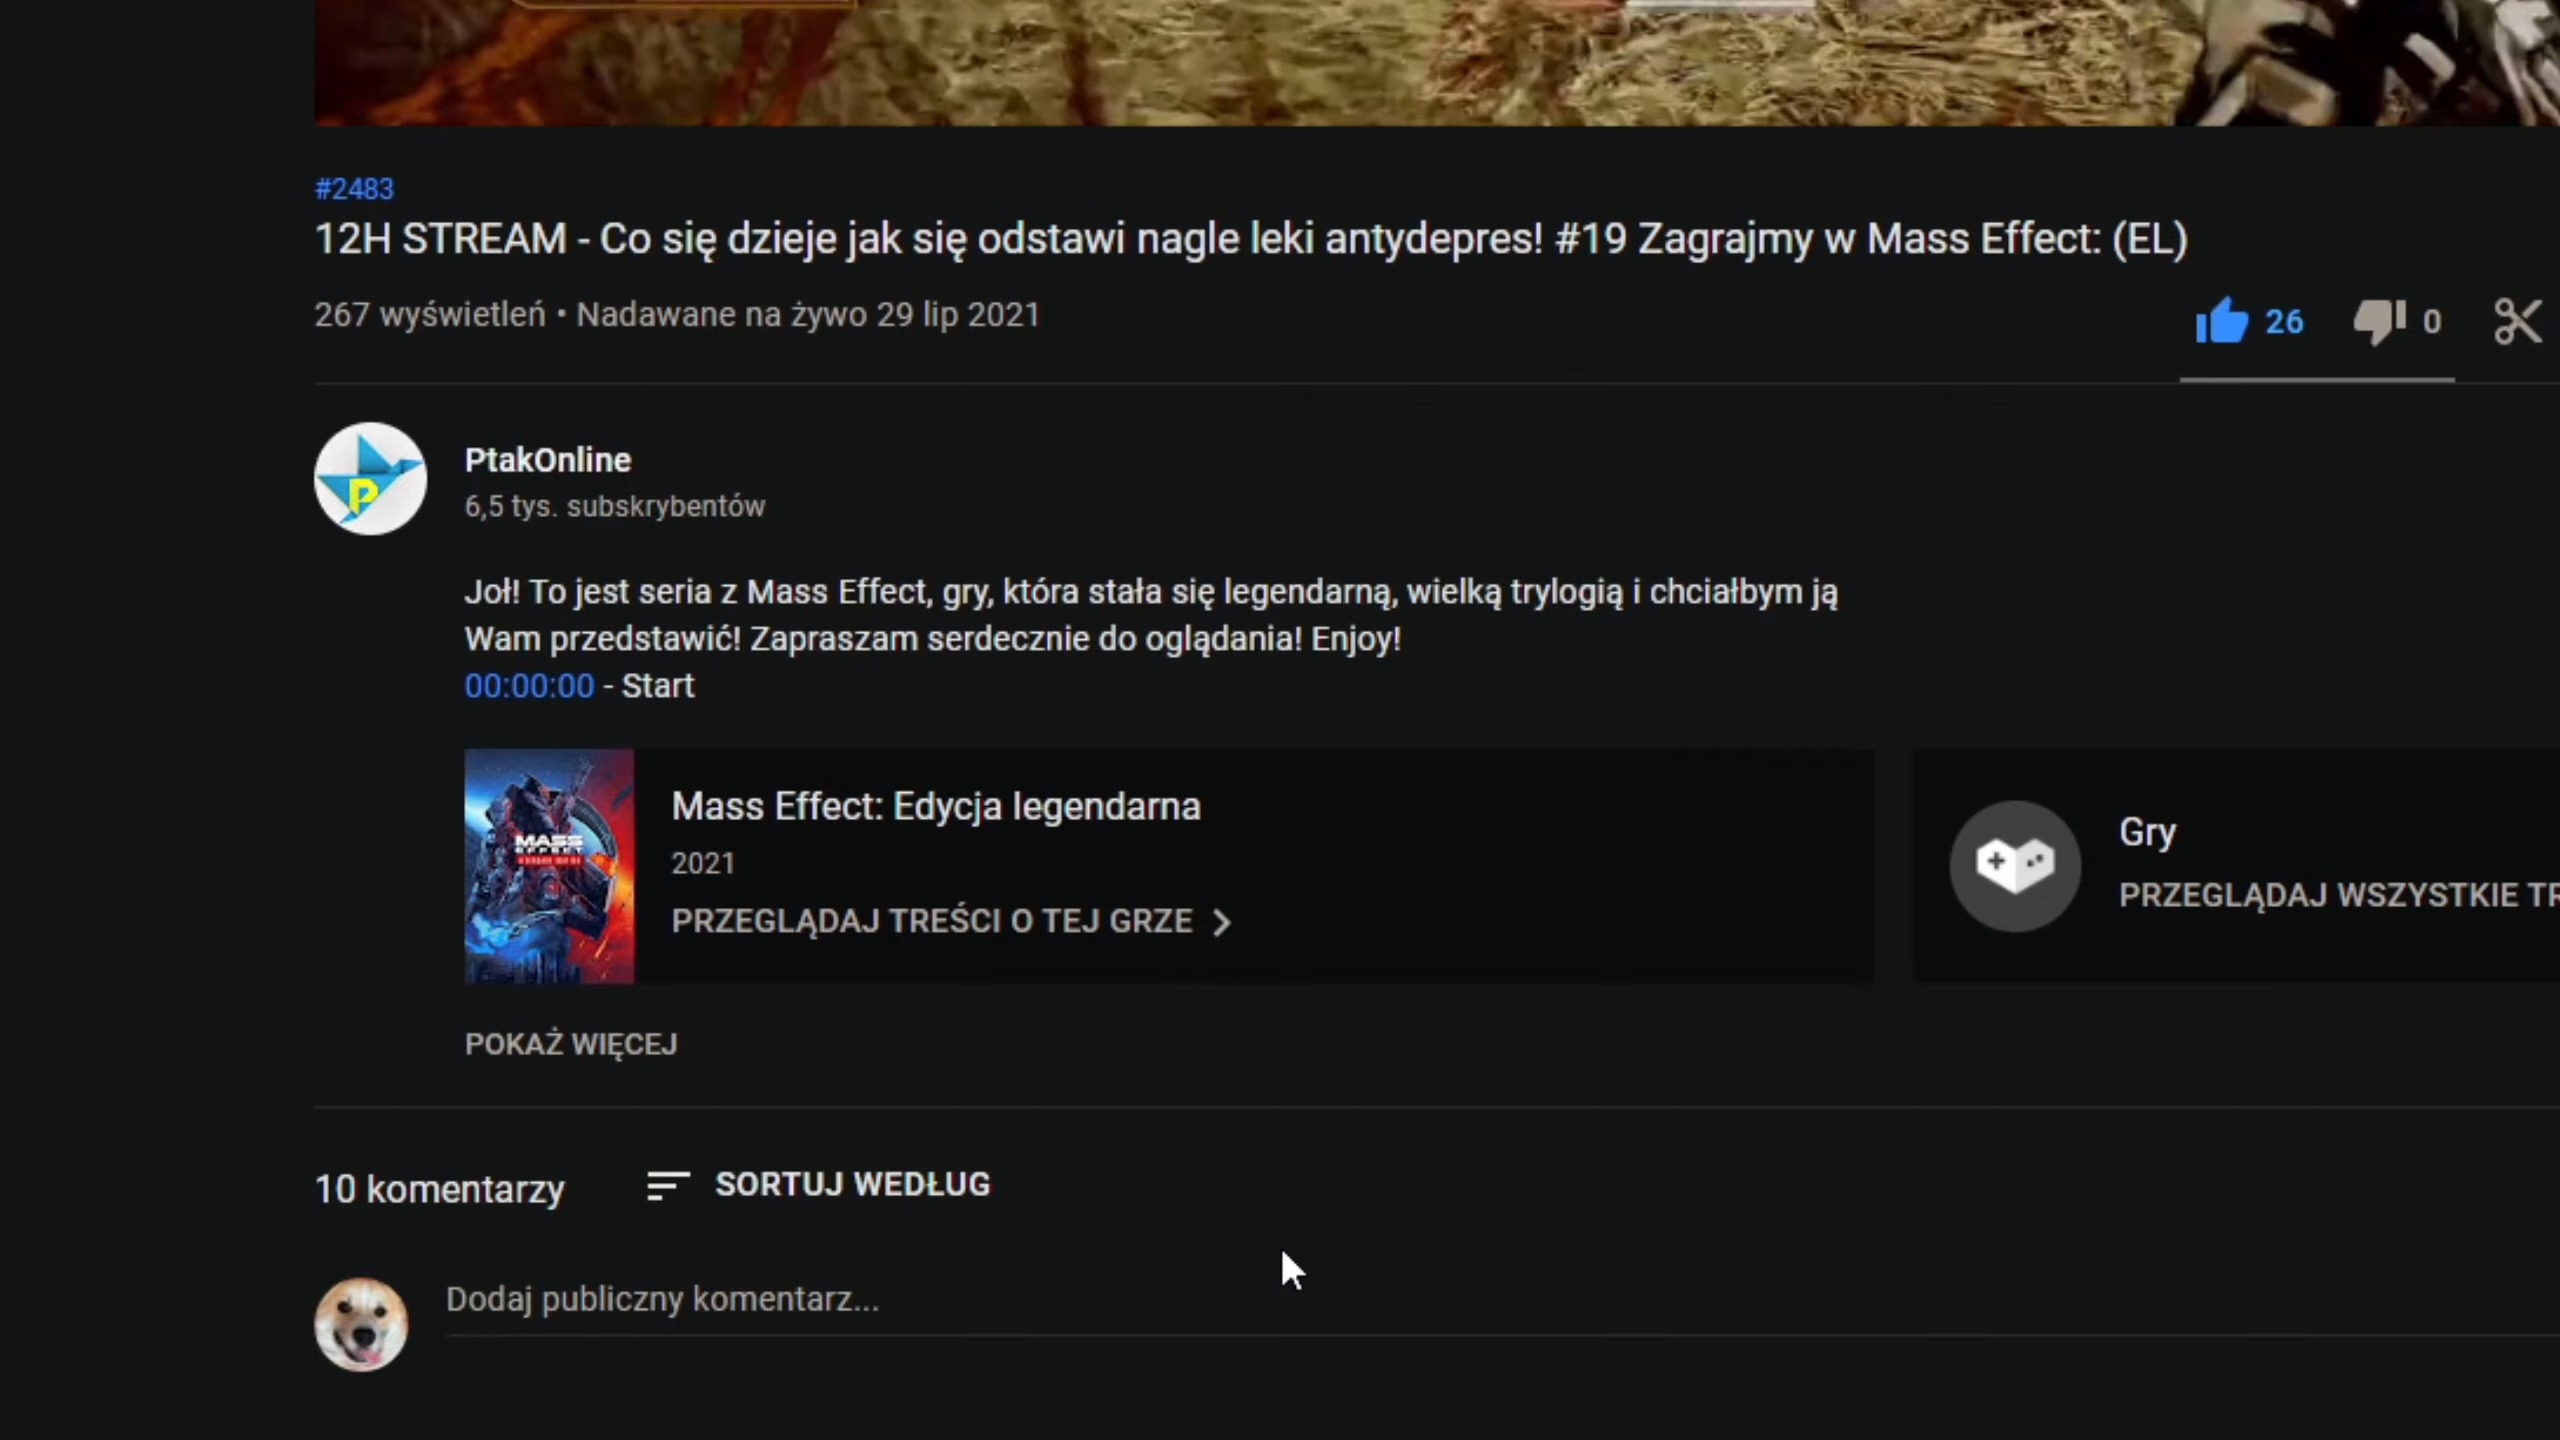 #2483
12H STREAM - Co się dzieje jak się odstawi nagle leki antydepres! #19 Zagrajmy w Mass Effect: (EL)
267 wyświetleń • Nadawane na żywo 29 lip 2021
26 0
PtakOnline
6,5 tys. subskrybentów
Joł! To jest seria z Mass Effect, gry, która stała się legendarną, wielką trylogią i chciałbym ją
Wam przedstawić! Zapraszam serdecznie do oglądania! Enjoy!
00:00:00 - Start
MASS
EFFECT
Mass Effect: Edycja legendarna
2021
PRZEGLĄDAJ TREŚCI O TEJ GRZE
Gry
PRZEGLĄDAJ WSZYSTKIE TR
POKAŻ WIĘCEJ
10 komentarzy
SORTUJ WEDŁUG
Dodaj publiczny komentarz...